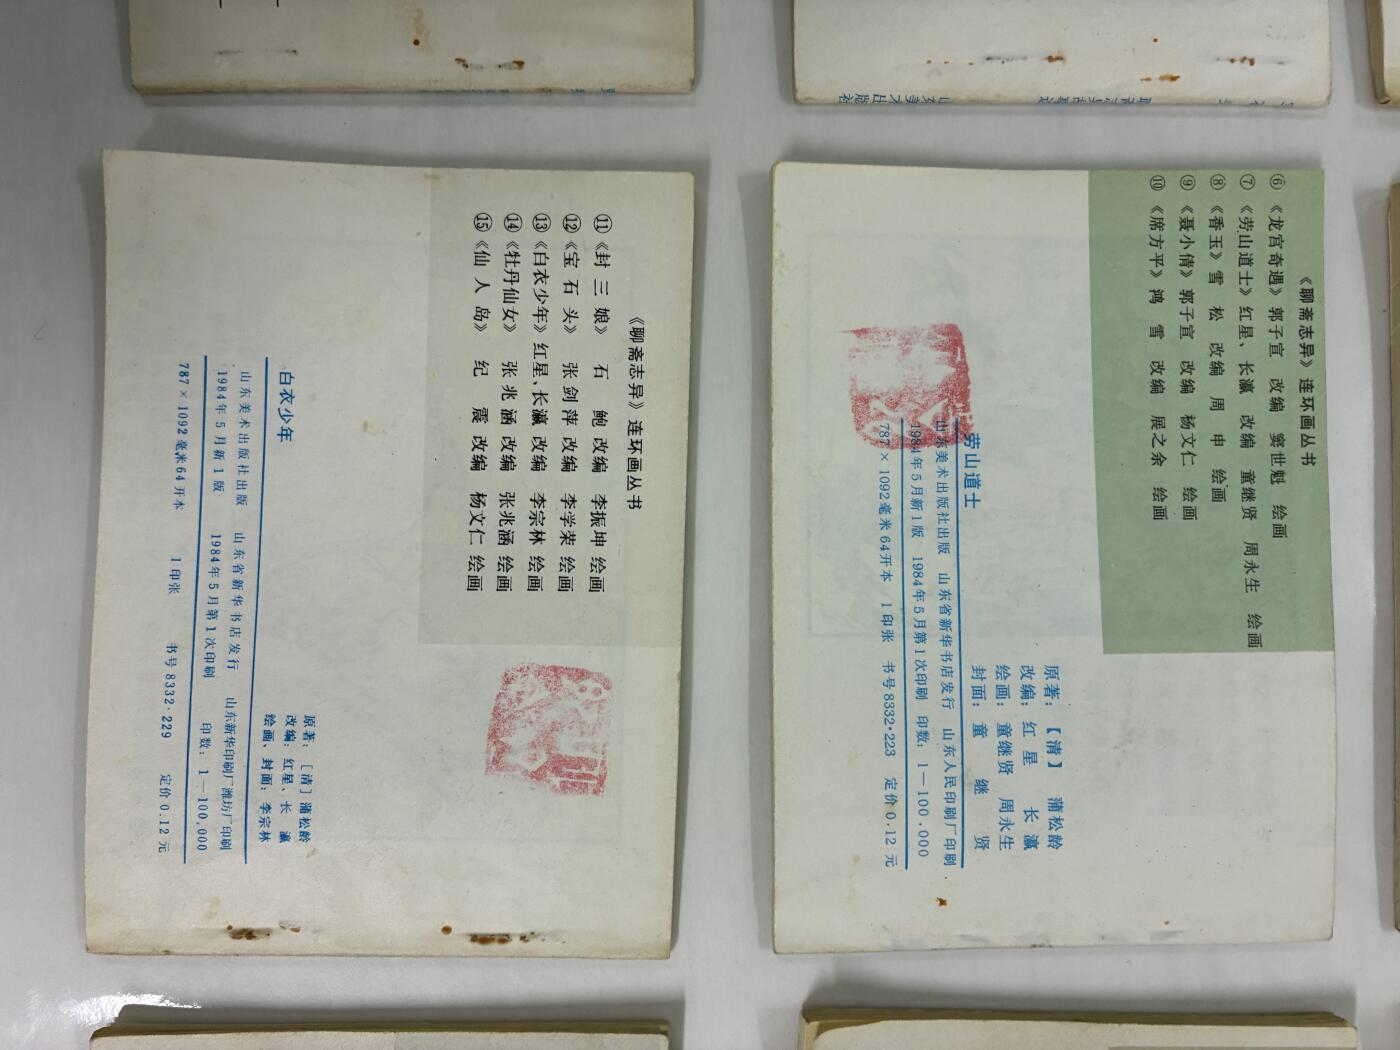 《聊斋志异》连环画丛书
⑪《封三娘》 石鲍 改编 李振坤 绘画
⑫《宝石头》 张剑萍 改编 李学荣 绘画
⑬《白衣少年》 红星、长瀛 改编 李宗林 绘画
⑭《牡丹仙女》 张兆涵 改编 张兆涵 绘画
⑮《仙人岛》 纪震 改编 杨文仁 绘画
原著：［清］蒲松龄
改编：红星、长瀛
绘画、封面：李宗林
白衣少年
山东美术出版社出版 山东省新华书店发行 山东新华印刷厂潍坊厂印刷
1984年5月新1版 1984年5月第1次印刷 印数：1—100,000
787×1092毫米64开本 1印张 书号8332·229 定价0.12元
《聊斋志异》连环画丛书
⑥《龙宫奇遇》 郭子宣 改编 窦世魁 绘画
⑦《劳山道士》 红星、长瀛 改编 童继贤 周永生 绘画
⑧《香玉》 雪松 改编 周申 绘画
⑨《聂小倩》 郭子宣 改编 杨文仁 绘画
⑩《席方平》 鸿雪 改编 展之余 绘画
原著：【清】蒲松龄
改编：红星 长瀛
绘画：童继贤 周永生
封面：童继贤
劳山道士
山东美术出版社出版 山东省新华书店发行 山东人民印刷厂印刷
1984年5月新1版 1984年5月第1次印刷 印数：1—100,000
787×1092毫米64开本 1印张 书号8332·223 定价0.12元